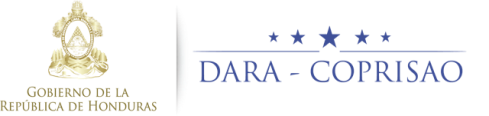 GOBIERNO DE LA
REPÚBLICA DE HONDURAS
DARA - COPRISAO